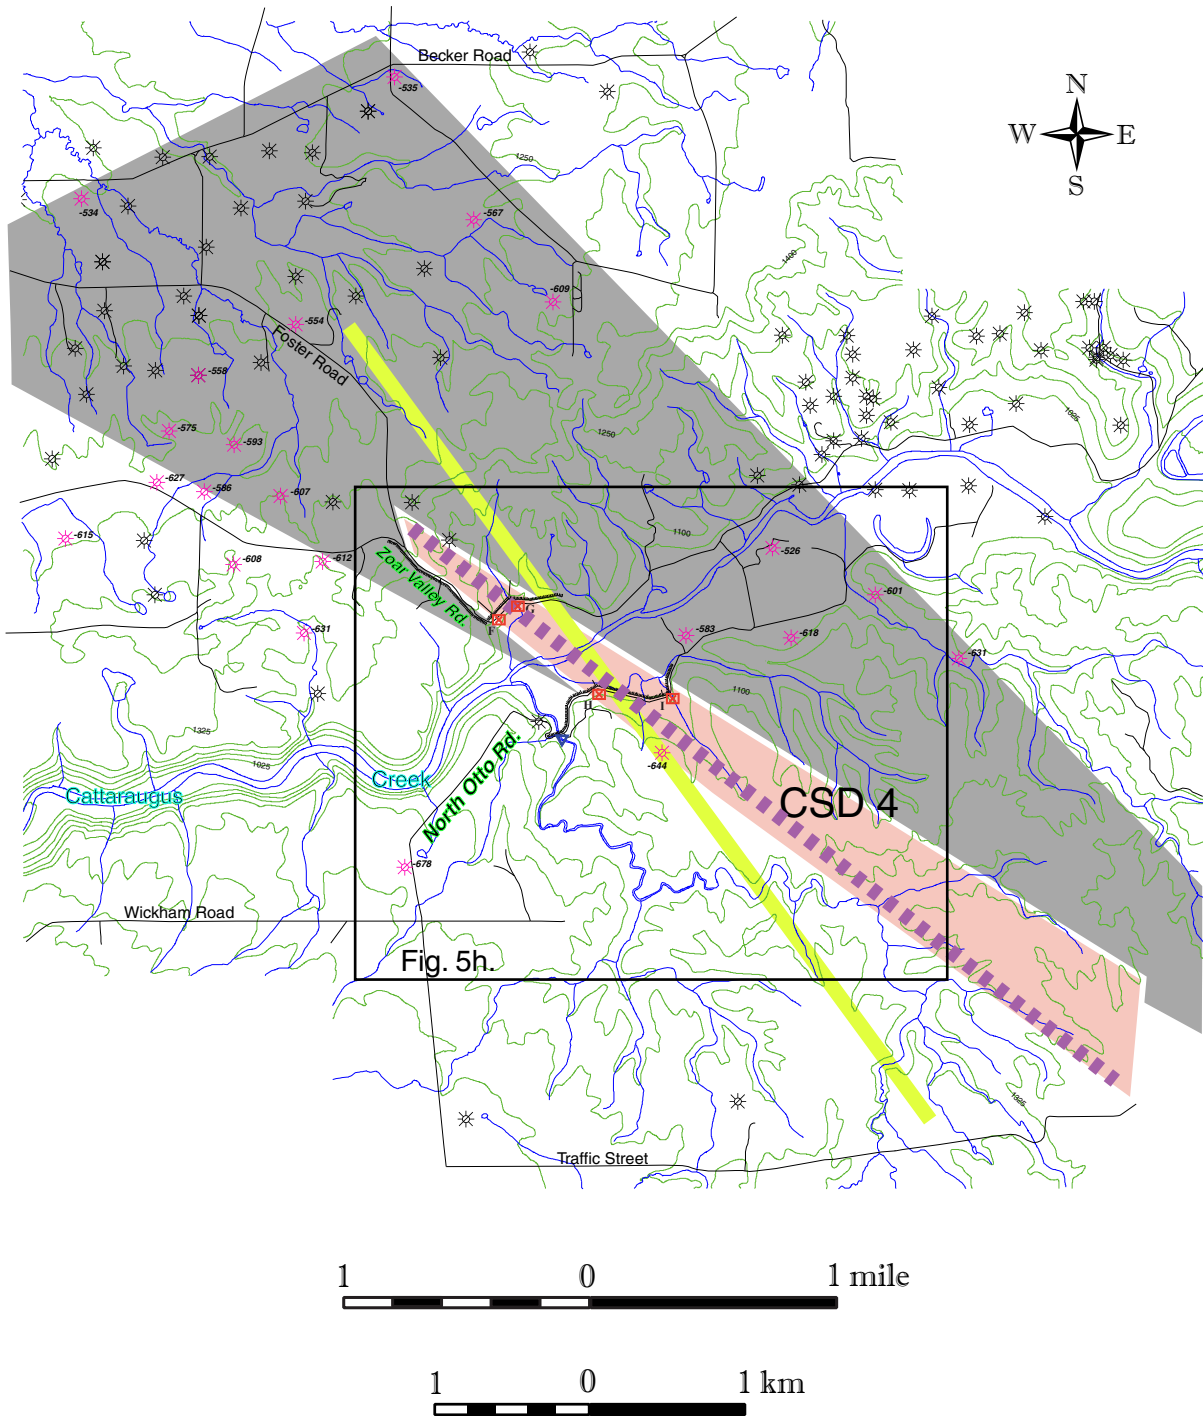 Becker Road
N
W E
S
-535
1250
-534
-567
1400
-609
-554
Foster Road
-558
1025
-575
1250
-593
-627
-586
-607
1100
-615
-526
-608
-612
Zoar Valley Rd.
-601
G
F
-631
-583
-618
-631
1100
H
I
1325
North Otto Rd.
1025
-644
Creek
Cattaraugus
CSD 4
-678
Wickham Road
Fig. 5h.
1325
Traffic Street
1 0 1 mile
1 0 1 km